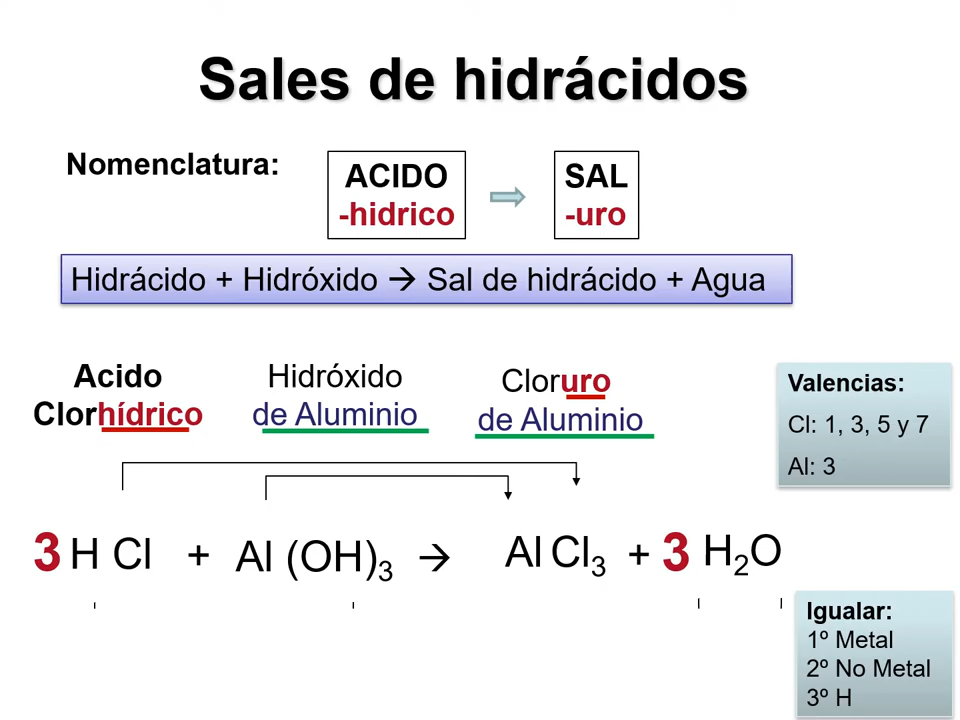 Sales de hidrácidos
Nomenclatura:
ACIDO
-hidrico
SAL
-uro
Hidrácido + Hidróxido → Sal de hidrácido + Agua
Acido
Clorhídrico
Hidróxido
de Aluminio
Cloruro
de Aluminio
Valencias:
Cl: 1, 3, 5 y 7
Al: 3
3 H Cl + Al (OH)₃ → Al Cl₃ + 3 H₂O
Igualar:
1º Metal
2º No Metal
3º H